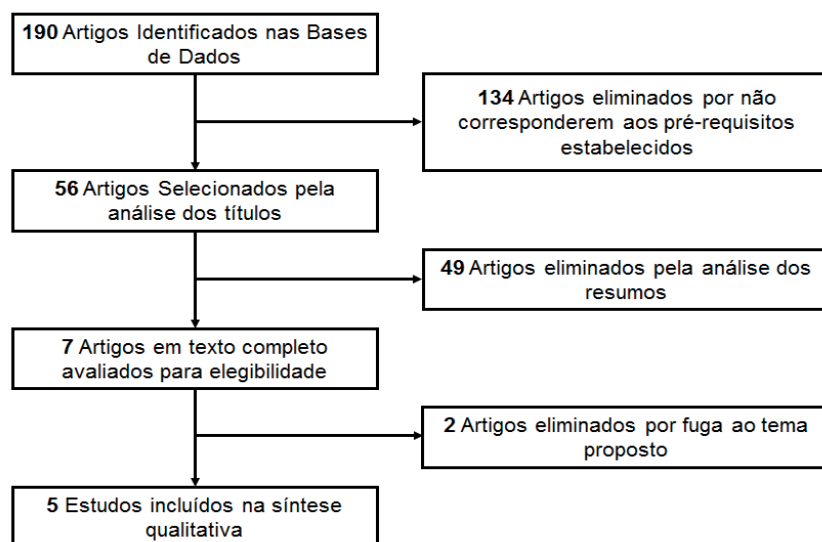 190 Artigos Identificados nas Bases
de Dados
134 Artigos eliminados por não
corresponderem aos pré-requisitos
estabelecidos
56 Artigos Selecionados pela
análise dos títulos
49 Artigos eliminados pela análise dos
resumos
7 Artigos em texto completo
avaliados para elegibilidade
2 Artigos eliminados por fuga ao tema
proposto
5 Estudos incluídos na síntese
qualitativa